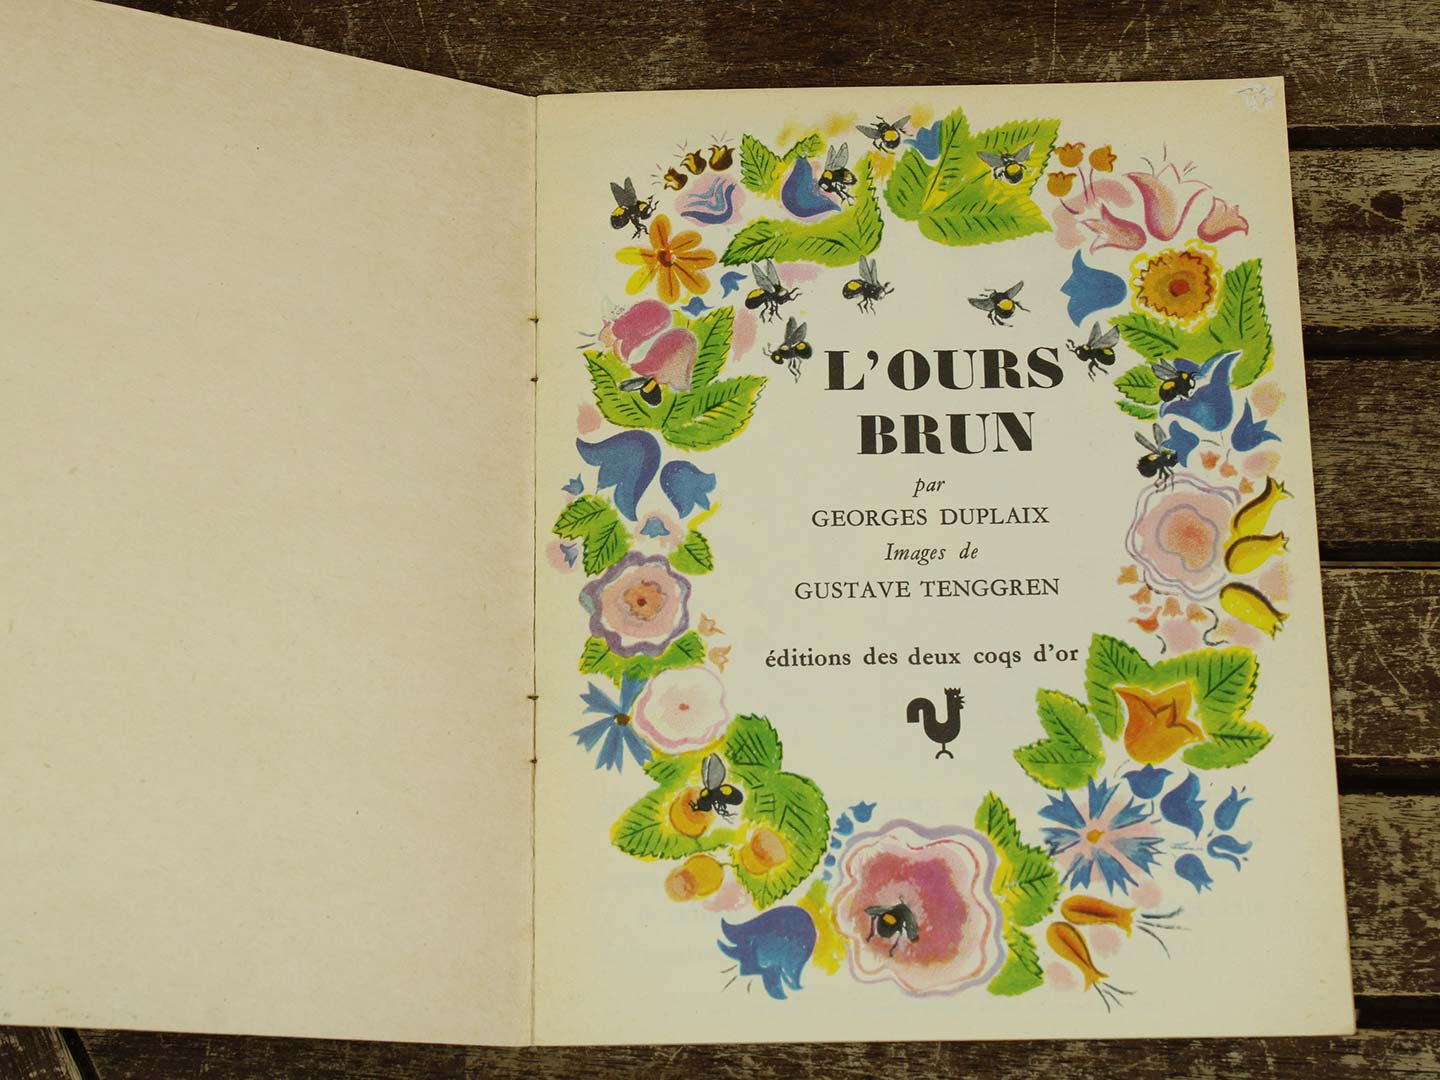 L'OURS
BRUN
par
GEORGES DUPLAIX
Images de
GUSTAVE TENGGREN
éditions des deux coqs d'or